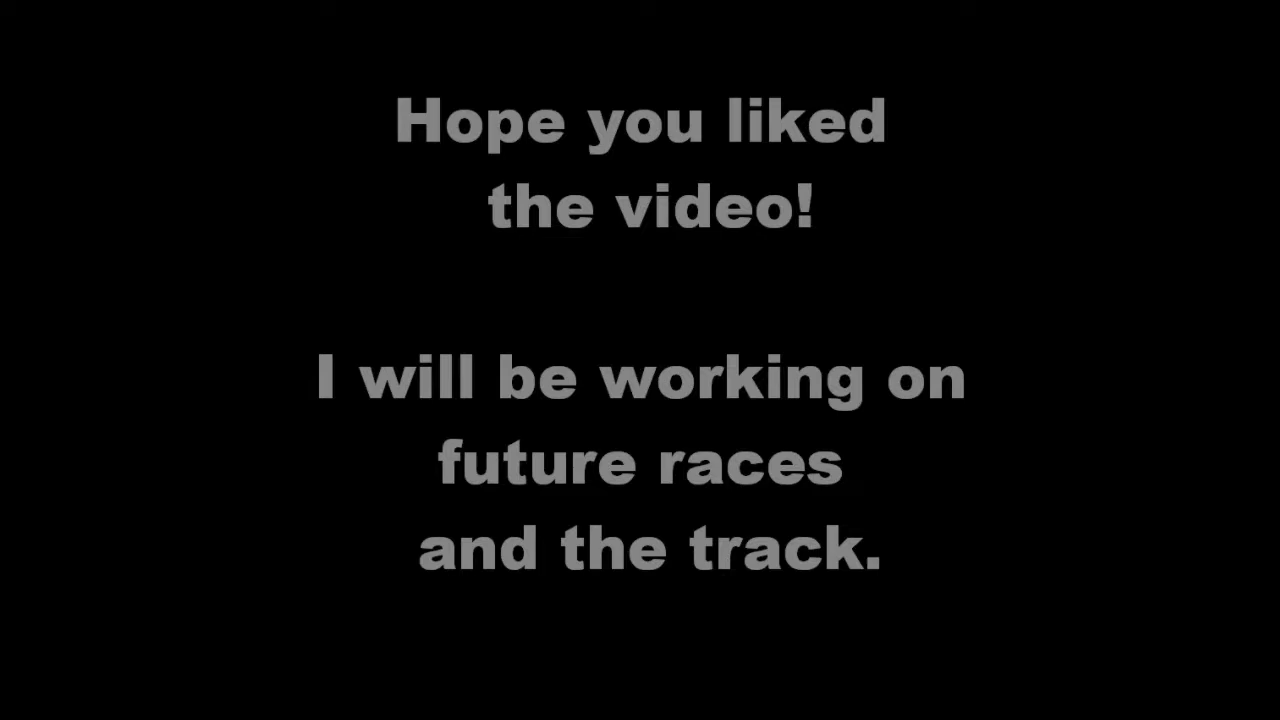 Hope you liked
the video!
I will be working on
future races
and the track.